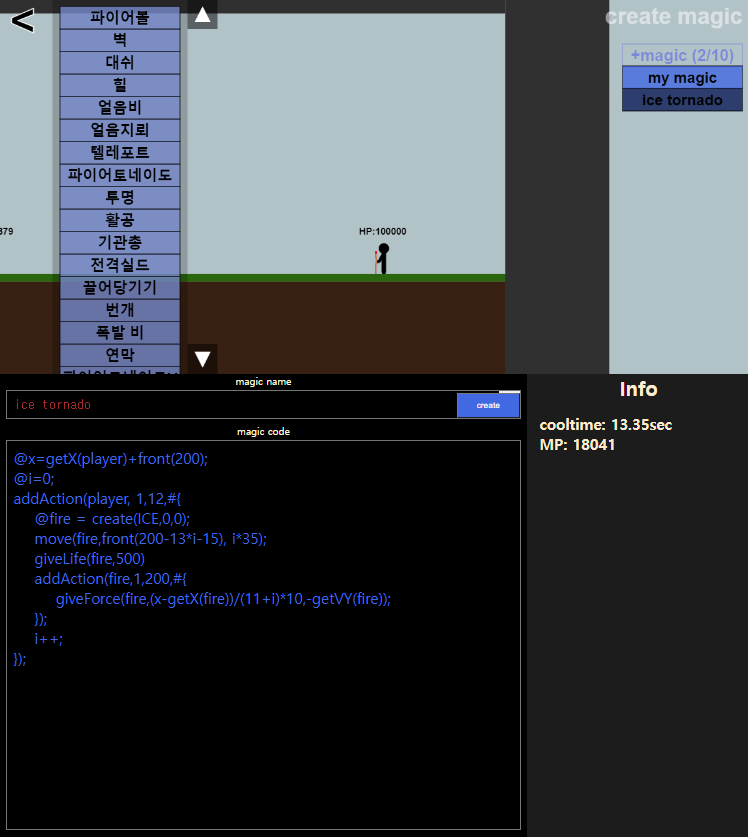 <
파이어볼
벽
대쉬
힐
얼음비
얼음지뢰
텔레포트
파이어토네이도
투명
활공
기관총
전격실드
끌어당기기
번개
폭발 비
연막
▲
▼
379
HP:100000
create magic
+magic (2/10)
my magic
ice tornado
magic name
ice tornado
create
magic code
@x=getX(player)+front(200);
@i=0;
addAction(player, 1,12,#{
@fire = create(ICE,0,0);
move(fire,front(200-13*i-15), i*35);
giveLife(fire,500)
addAction(fire,1,200,#{
giveForce(fire,(x-getX(fire))/(11+i)*10,-getVY(fire));
});
i++;
});
Info
cooltime: 13.35sec
MP: 18041